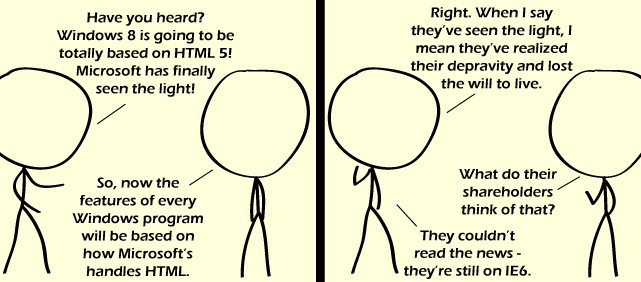 Have you heard?
Windows 8 is going to be
totally based on HTML 5!
Microsoft has finally
seen the light!
So, now the
features of every
Windows program
will be based on
how Microsoft's
handles HTML.
Right. When I say
they've seen the light, I
mean they've realized
their depravity and lost
the will to live.
What do their
shareholders
think of that?
They couldn't
read the news -
they're still on IE6.